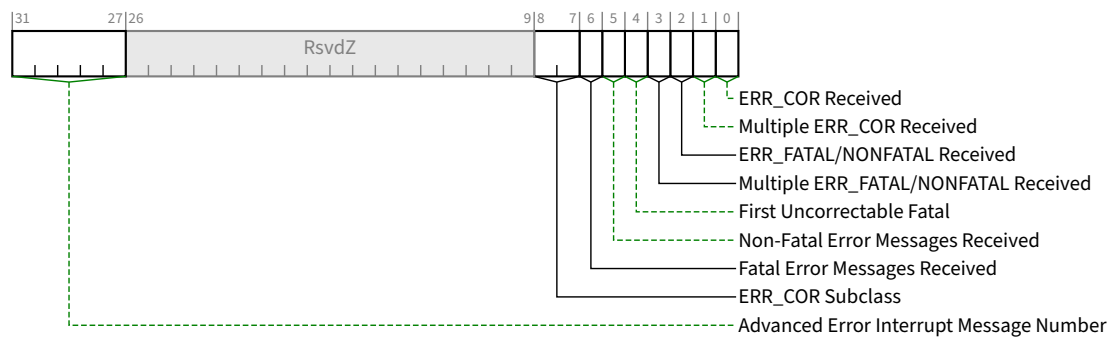 31 27 26 9 8 7 6 5 4 3 2 1 0
RsvdZ
ERR_COR Received
Multiple ERR_COR Received
ERR_FATAL/NONFATAL Received
Multiple ERR_FATAL/NONFATAL Received
First Uncorrectable Fatal
Non-Fatal Error Messages Received
Fatal Error Messages Received
ERR_COR Subclass
Advanced Error Interrupt Message Number